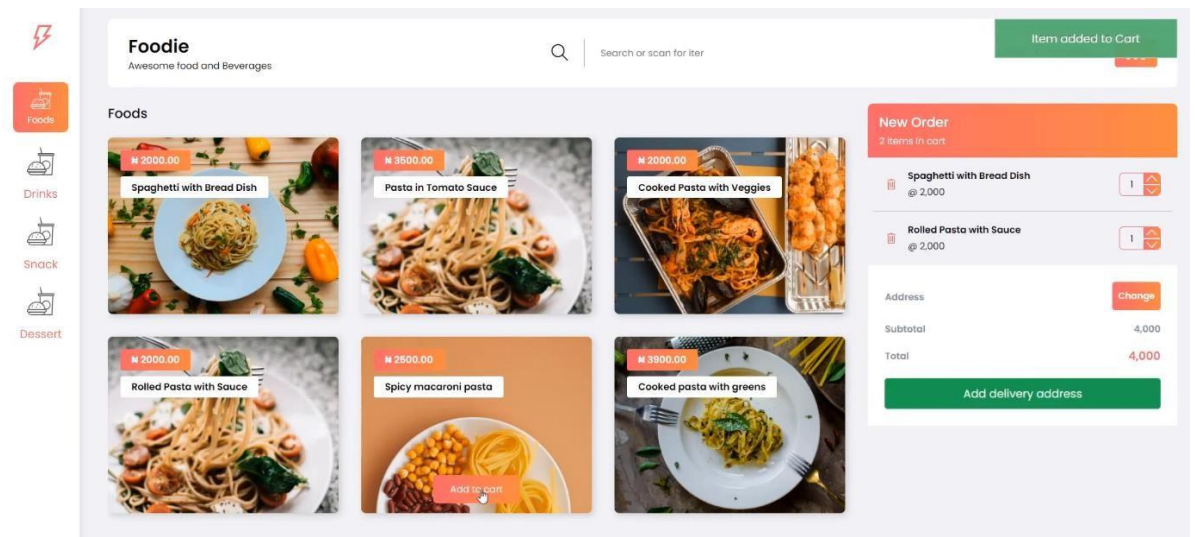 Foodie
Awesome food and Beverages
Search or scan for iter
Item added to Cart
Foods
Drinks
Snack
Dessert
Foods
₦ 2000.00
Spaghetti with Bread Dish
₦ 3500.00
Pasta in Tomato Sauce
₦ 2000.00
Cooked Pasta with Veggies
₦ 2000.00
Rolled Pasta with Sauce
₦ 2500.00
Spicy macaroni pasta
Add to cart
₦ 3900.00
Cooked pasta with greens
New Order
2 items in cart
Spaghetti with Bread Dish
@ 2,000
1
Rolled Pasta with Sauce
@ 2,000
1
Address
Change
Subtotal
4,000
Total
4,000
Add delivery address